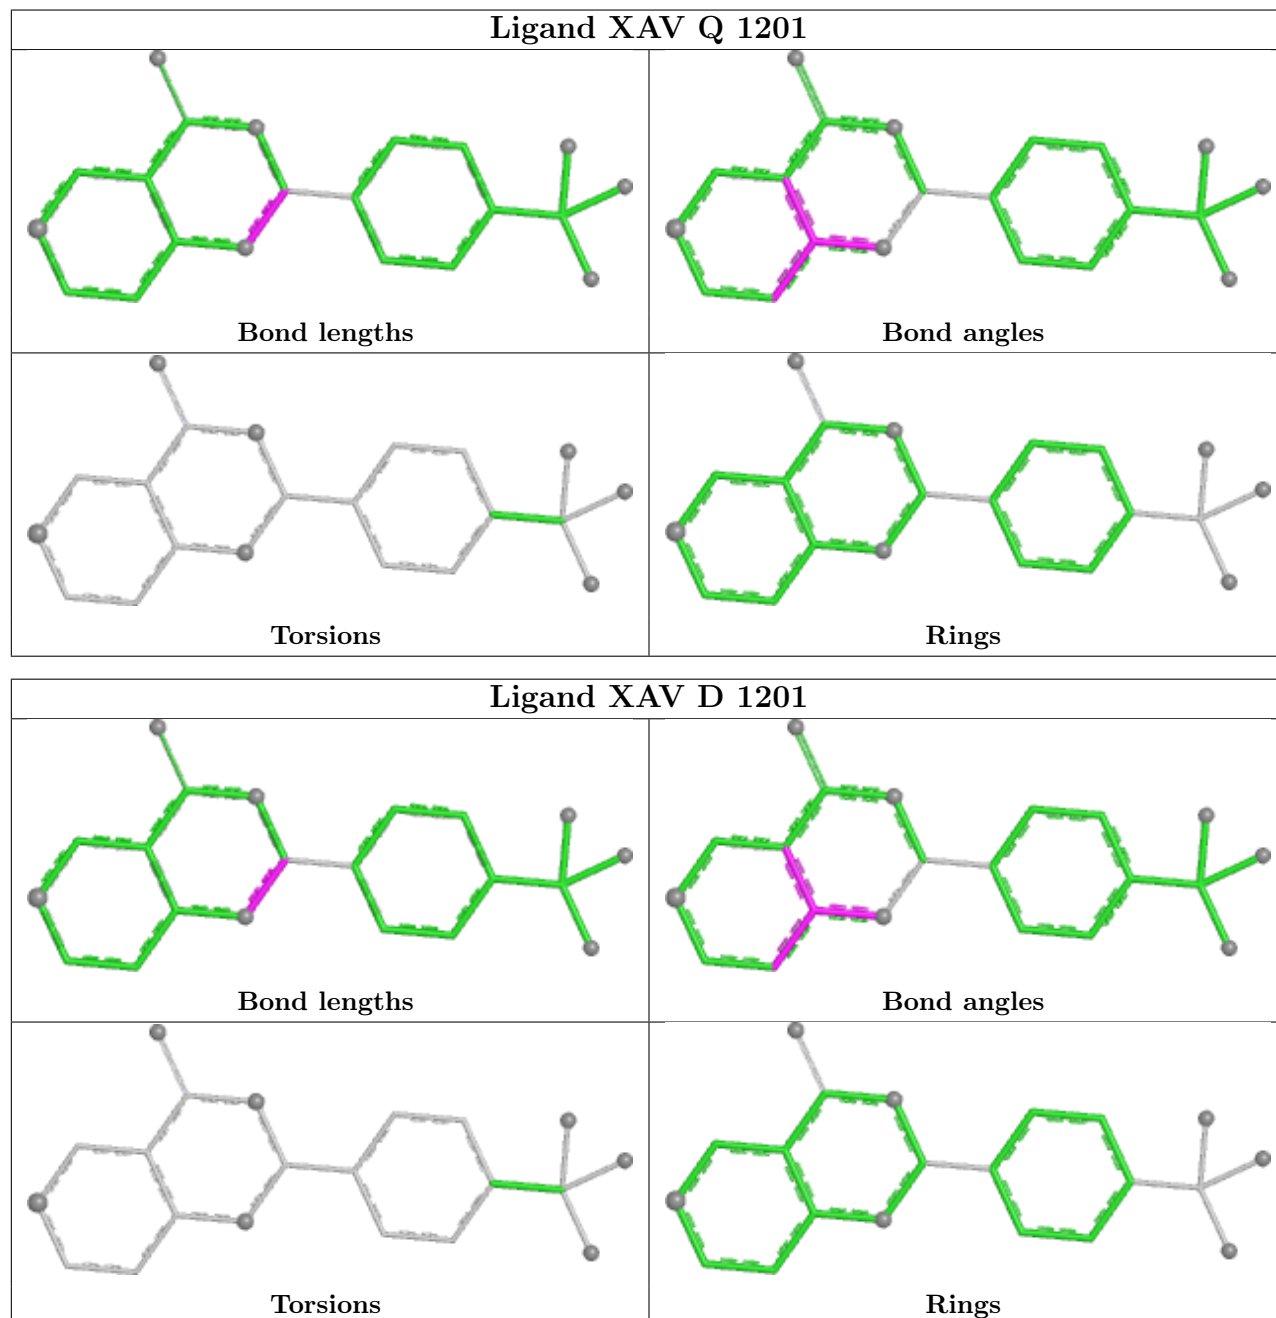 Ligand XAV Q 1201
Bond lengths
Bond angles
Torsions
Rings
Ligand XAV D 1201
Bond lengths
Bond angles
Torsions
Rings